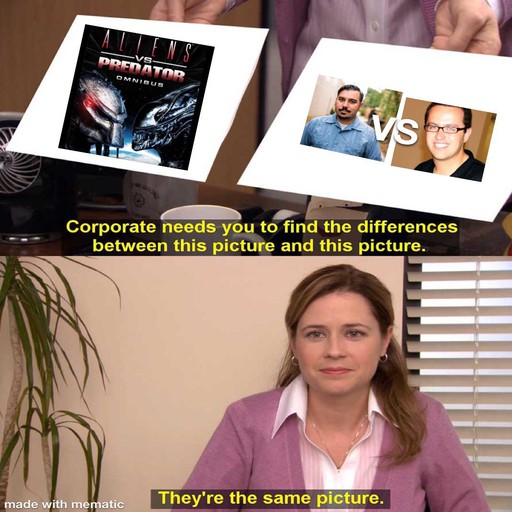 ALIENS
VS.
PREDATOR
OMNIBUS
VS
Corporate needs you to find the differences
between this picture and this picture.
They're the same picture.
made with mematic